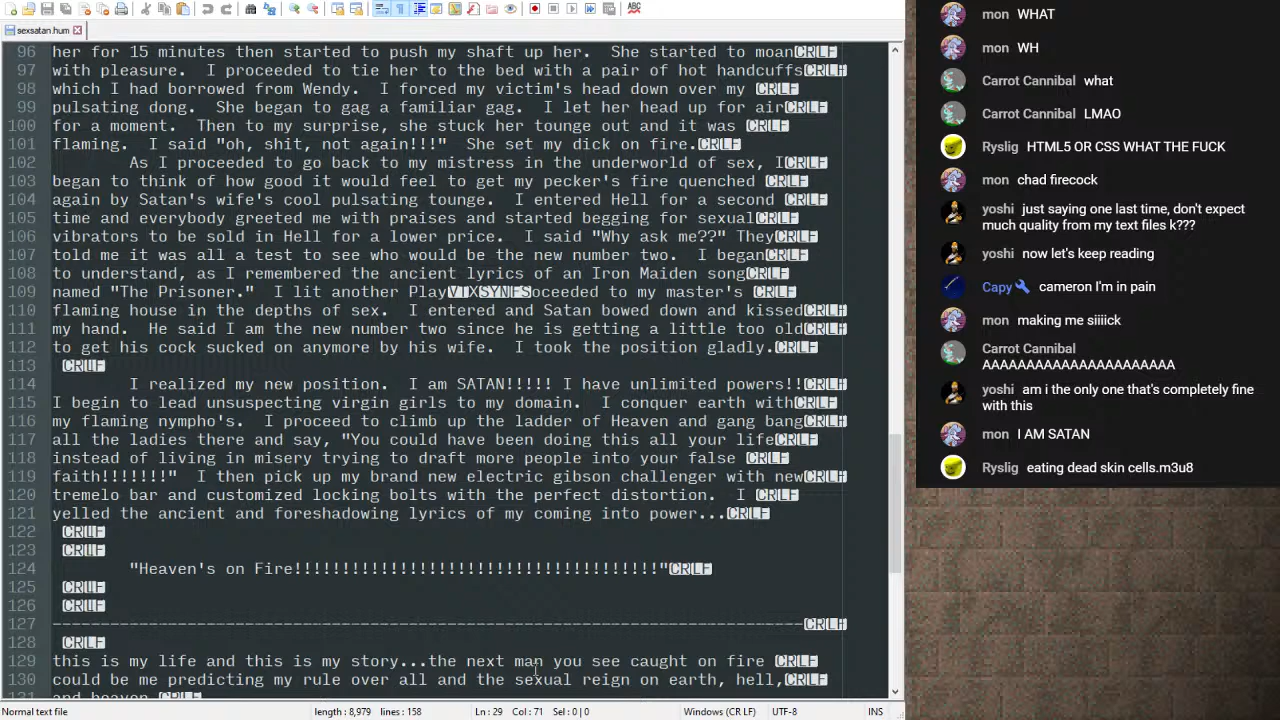 sexsatan.hum
96 her for 15 minutes then started to push my shaft up her.  She started to moanCRLF
97 with pleasure.  I proceeded to tie her to the bed with a pair of hot handcuffsCRLF
98 which I had borrowed from Wendy.  I forced my victim's head down over my CRLF
99 pulsating dong.  She began to gag a familiar gag.  I let her head up for airCRLF
100 for a moment.  Then to my surprise, she stuck her tounge out and it was CRLF
101 flaming.  I said "oh, shit, not again!!!"  She set my dick on fire.CRLF
102 As I proceeded to go back to my mistress in the underworld of sex, ICRLF
103 began to think of how good it would feel to get my pecker's fire quenched CRLF
104 again by Satan's wife's cool pulsating tounge.  I entered Hell for a second CRLF
105 time and everybody greeted me with praises and started begging for sexualCRLF
106 vibrators to be sold in Hell for a lower price.  I said "Why ask me??" TheyCRLF
107 told me it was all a test to see who would be the new number two.  I beganCRLF
108 to understand, as I remembered the ancient lyrics of an Iron Maiden songCRLF
109 named "The Prisoner."  I lit another PlayVTXSYNFSoceeded to my master's CRLF
110 flaming house in the depths of sex.  I entered and Satan bowed down and kissedCRLF
111 my hand.  He said I am the new number two since he is getting a little too oldCRLF
112 to get his cock sucked on anymore by his wife.  I took the position gladly.CRLF
113 CRLF
114 I realized my new position.  I am SATAN!!!!! I have unlimited powers!!CRLF
115 I begin to lead unsuspecting virgin girls to my domain.  I conquer earth withCRLF
116 my flaming nympho's.  I proceed to climb up the ladder of Heaven and gang bangCRLF
117 all the ladies there and say, "You could have been doing this all your lifeCRLF
118 instead of living in misery trying to draft more people into your false CRLF
119 faith!!!!!!!"  I then pick up my brand new electric gibson challenger with newCRLF
120 tremelo bar and customized locking bolts with the perfect distortion.  I CRLF
121 yelled the ancient and foreshadowing lyrics of my coming into power...CRLF
122 CRLF
123 CRLF
124 "Heaven's on Fire!!!!!!!!!!!!!!!!!!!!!!!!!!!!!!!!!!!!!!"CRLF
125 CRLF
126 CRLF
127 ------------------------------------------------------------------------------CRLF
128 CRLF
129 this is my life and this is my story...the next man you see caught on fire CRLF
130 could be me predicting my rule over all and the sexual reign on earth, hell,CRLF
131 and heaven.CRLF
Normal text file length : 8,979 lines : 158 Ln : 29 Col : 71 Sel : 0 | 0 Windows (CR LF) UTF-8 INS
mon WHAT
mon WH
Carrot Cannibal what
Carrot Cannibal LMAO
Ryslig HTML5 OR CSS WHAT THE FUCK
mon chad firecock
yoshi just saying one last time, don't expect
much quality from my text files k???
yoshi now let's keep reading
Capy cameron I'm in pain
mon making me siiiick
Carrot Cannibal
AAAAAAAAAAAAAAAAAAAAA
yoshi am i the only one that's completely fine
with this
mon I AM SATAN
Ryslig eating dead skin cells.m3u8